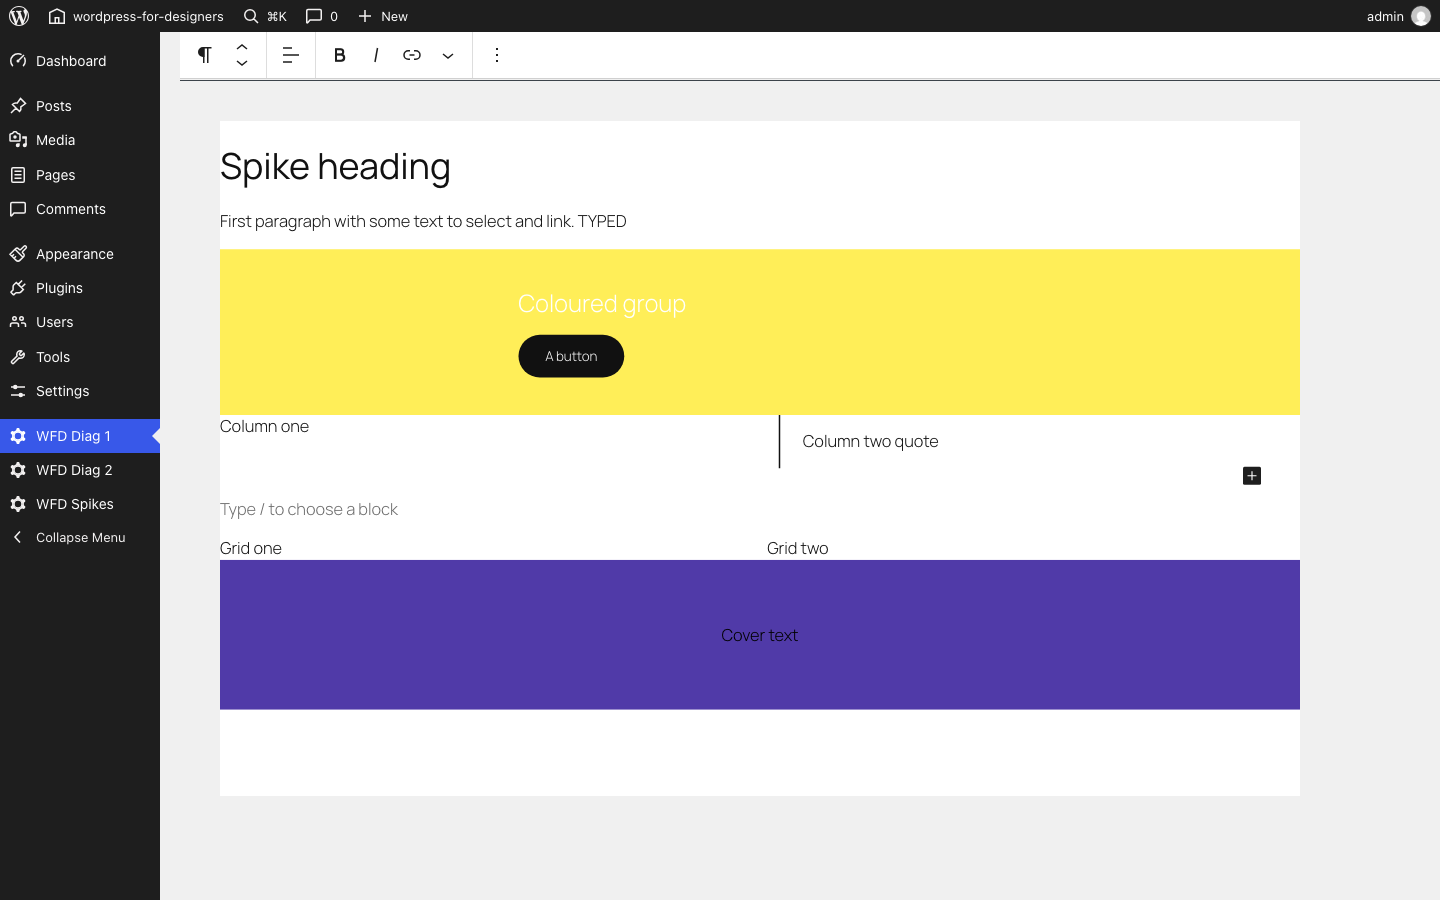 wordpress-for-designers
⌘K
0
New
admin
Dashboard
Posts
Media
Pages
Comments
Appearance
Plugins
Users
Tools
Settings
WFD Diag 1
WFD Diag 2
WFD Spikes
Collapse Menu
B I
Spike heading
First paragraph with some text to select and link. TYPED
Coloured group
A button
Column one
Column two quote
Type / to choose a block
Grid one
Grid two
Cover text